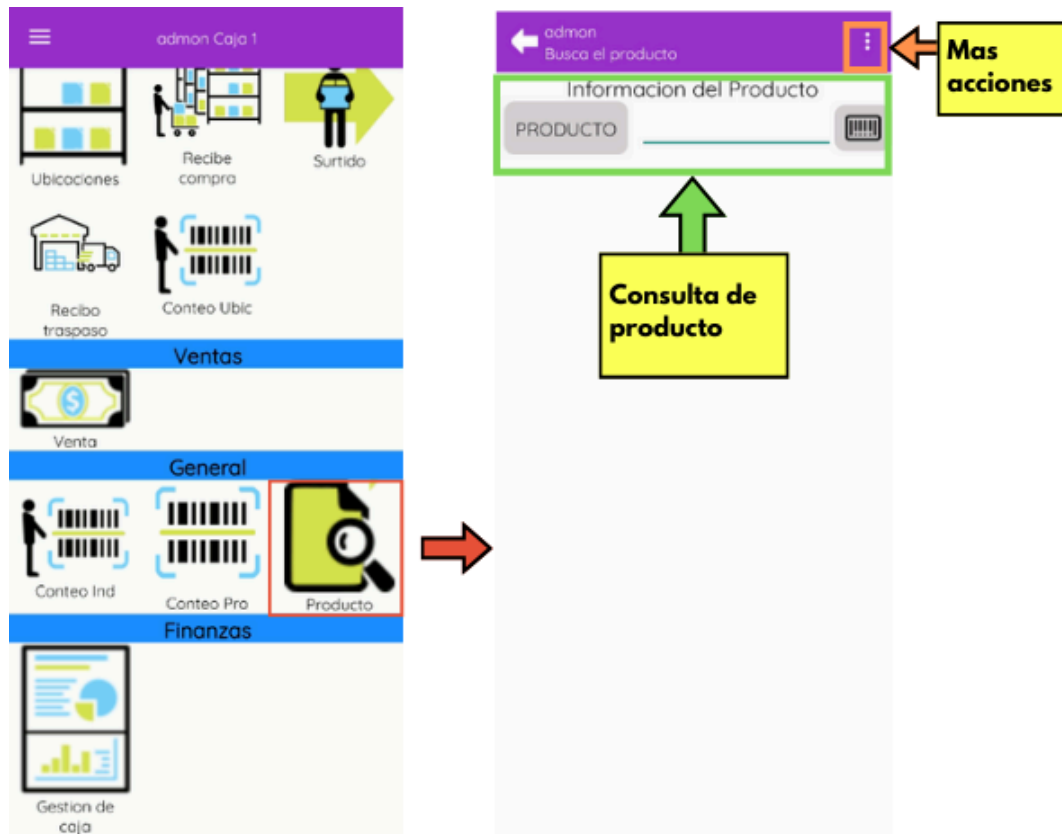 admon Caja 1
Ubicaciones
Recibe
compra
Surtido
Recibo
traspaso
Conteo Ubic
Ventas
Venta
General
Conteo Ind
Conteo Pro
Producto
Finanzas
Gestion de
caja
admon
Busca el producto
Informacion del Producto
PRODUCTO
Mas
acciones
Consulta de
producto